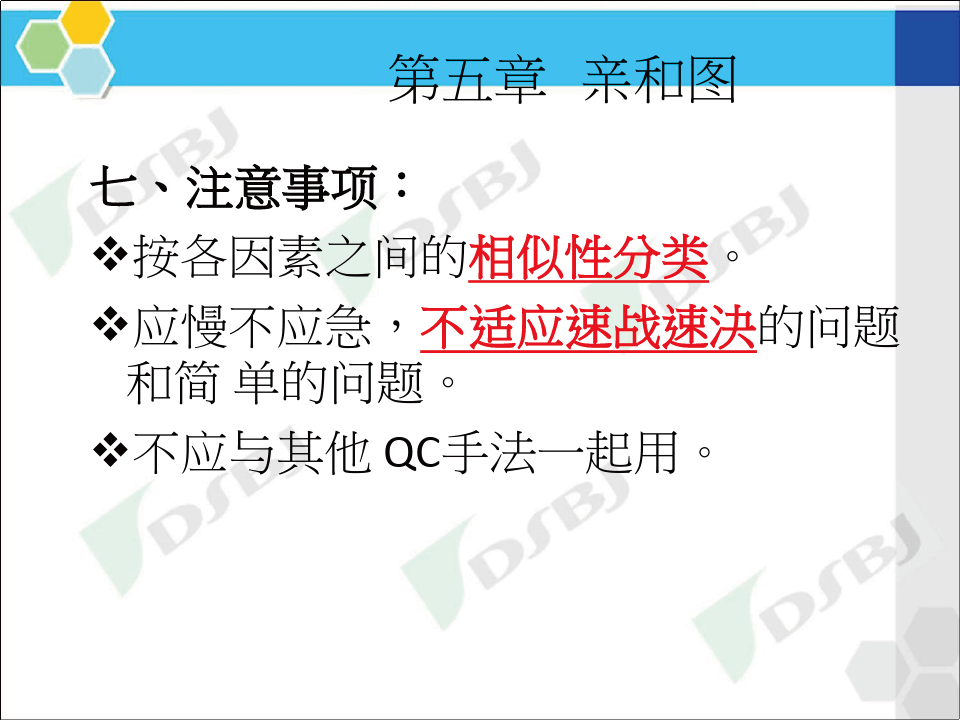 第五章 亲和图
七、注意事项：
❖按各因素之间的相似性分类。
❖应慢不应急，不适应速战速决的问题
和简 单的问题。
❖不应与其他 QC手法一起用。
DSBJ
DSBJ
DSBJ
DSBJ
DSBJ
DSBJ